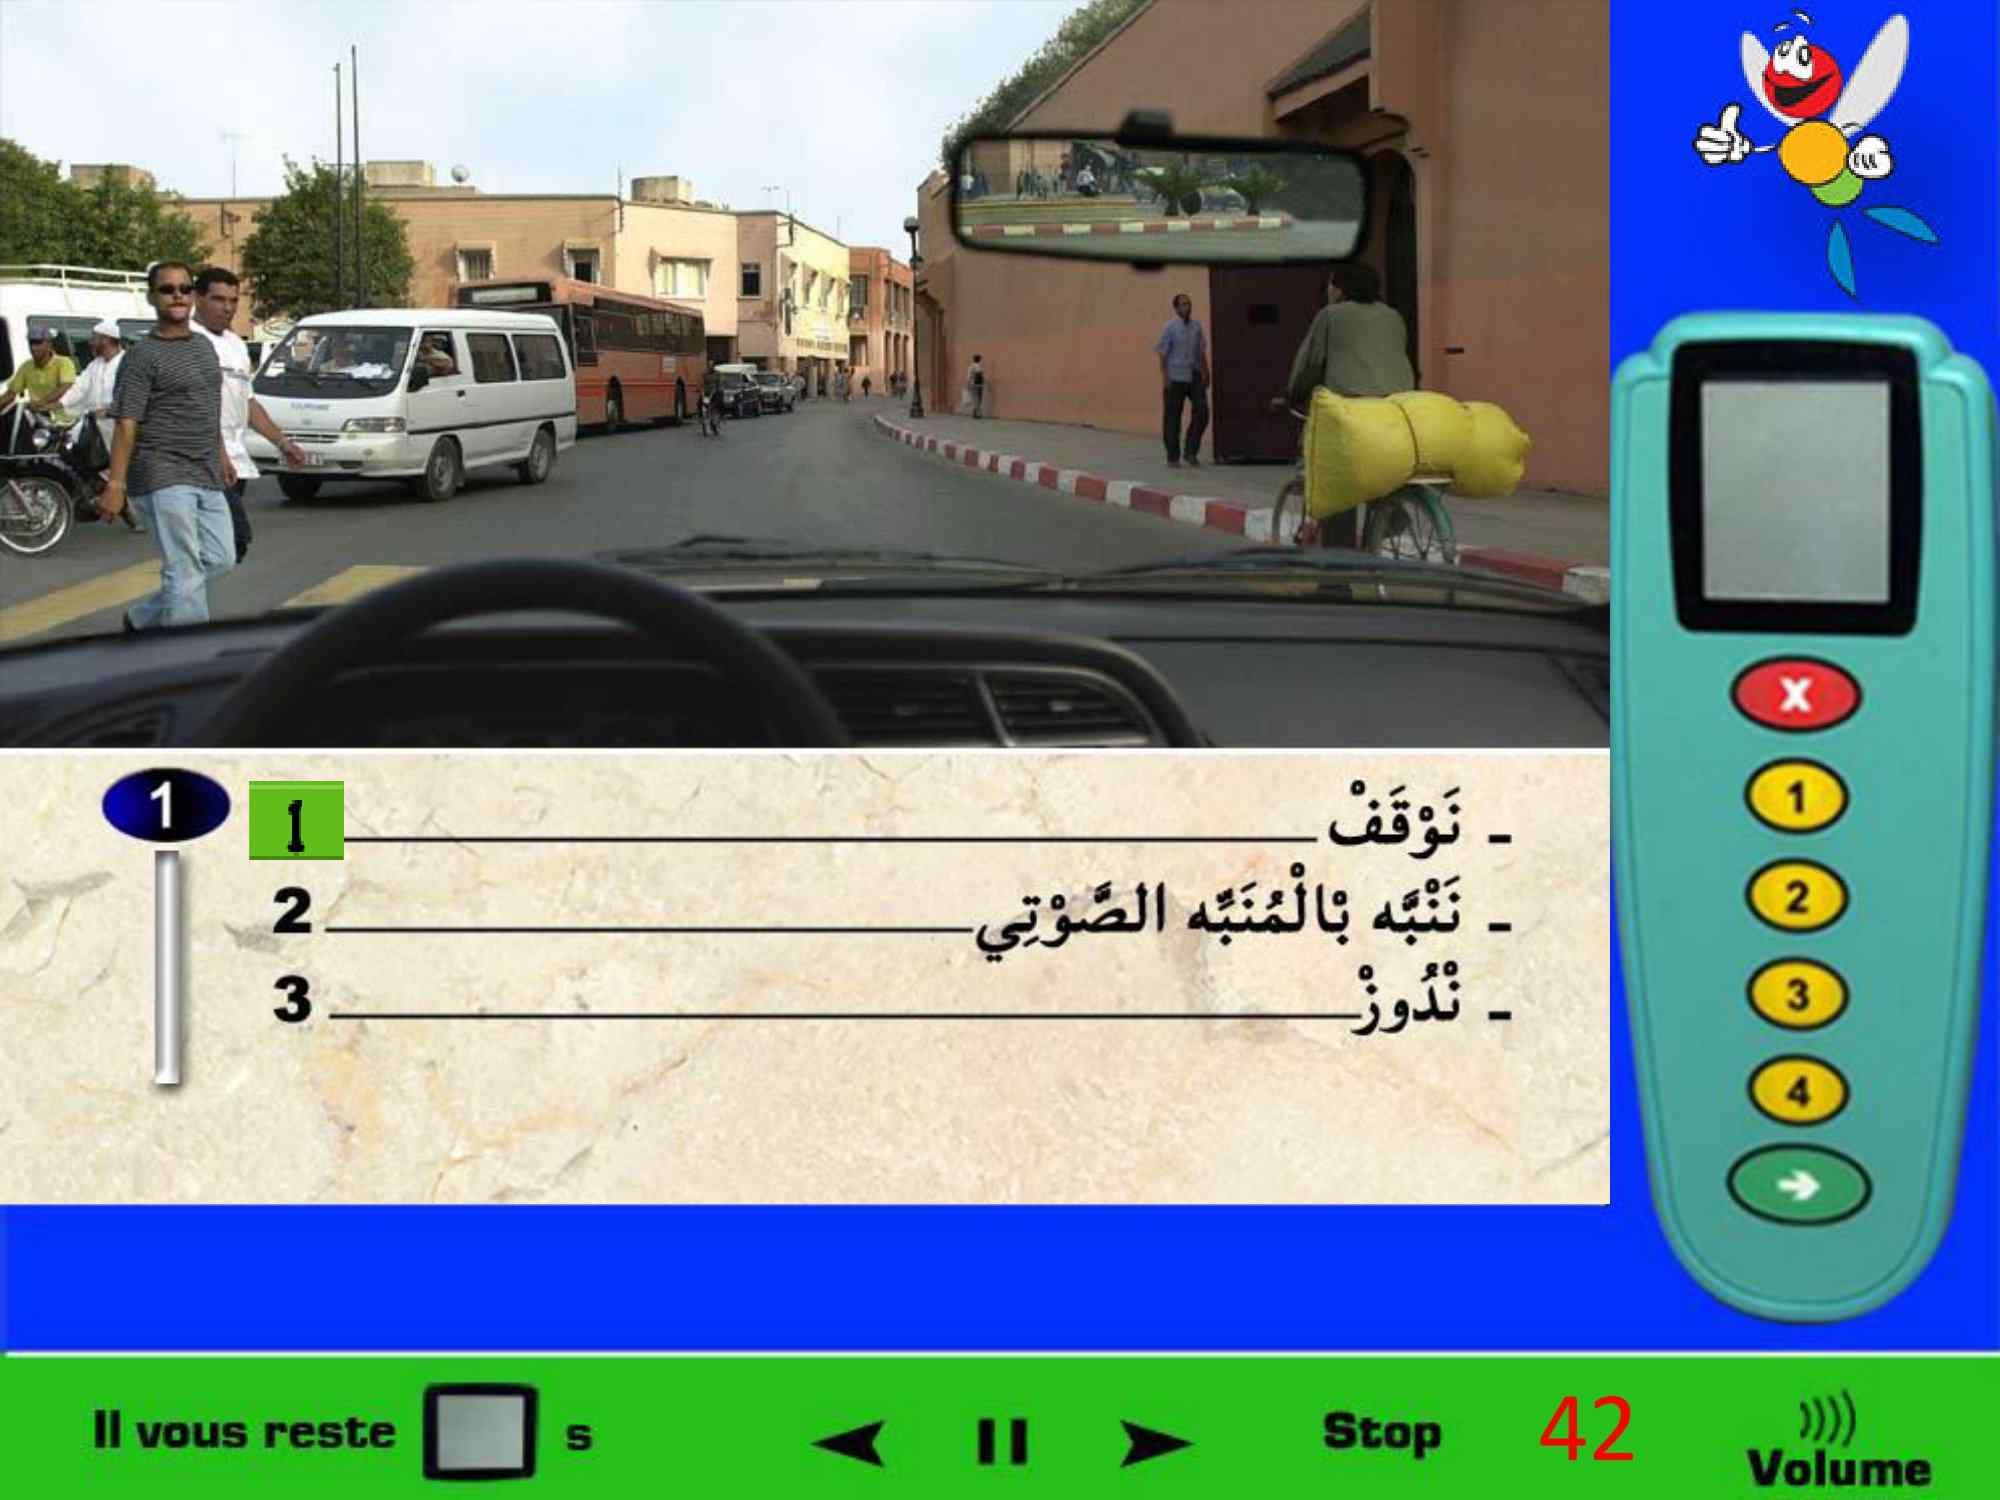 X
1
2
3
4
1
1 ـ نَوْقَفْ
2 ـ نَنْبَّه بْالْمُنَبِّه الصَّوْتِي
3 ـ نْدُوزْ
Il vous reste s
Stop
42
Volume